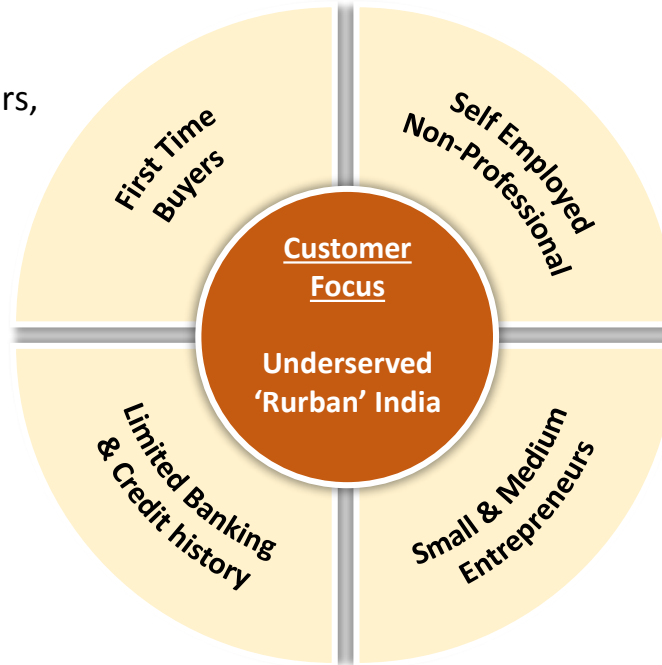 rs,
First Time
Buyers
Self Employed
Non-Professional
Customer
Focus
Underserved
‘Rurban’ India
Limited Banking
& Credit history
Small & Medium
Entrepreneurs